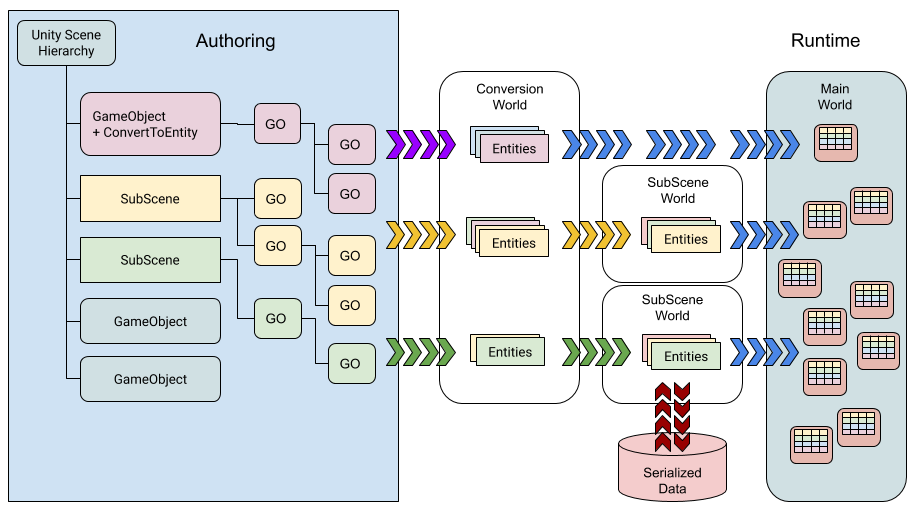 Authoring
Runtime
Unity Scene
Hierarchy
GameObject
+ ConvertToEntity
GO
GO
GO
SubScene
GO
GO
GO
GO
SubScene
GO
GO
GameObject
GameObject
Conversion
World
Entities
Entities
Entities
SubScene
World
Entities
SubScene
World
Entities
Serialized
Data
Main
World